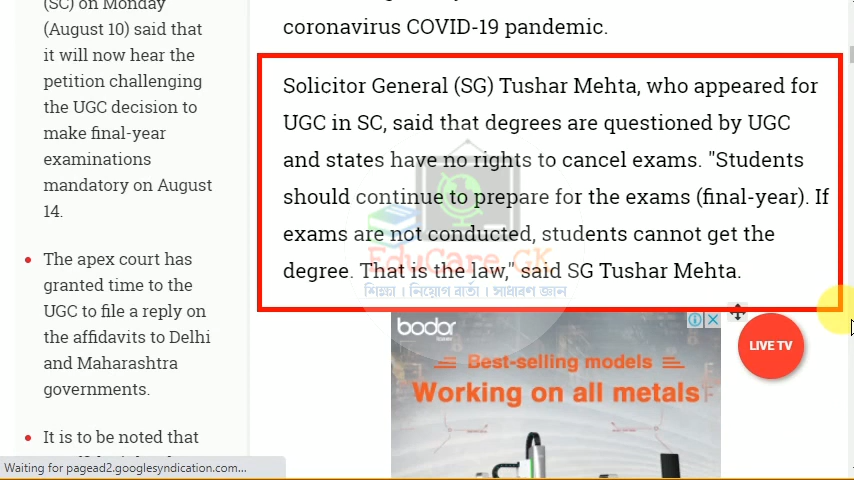 (SC) on Monday
(August 10) said that
it will now hear the
petition challenging
the UGC decision to
make final-year
examinations
mandatory on August
14.
The apex court has
granted time to the
UGC to file a reply on
the affidavits to Delhi
and Maharashtra
governments.
It is to be noted that
coronavirus COVID-19 pandemic.
Solicitor General (SG) Tushar Mehta, who appeared for
UGC in SC, said that degrees are questioned by UGC
and states have no rights to cancel exams. "Students
should continue to prepare for the exams (final-year). If
exams are not conducted, students cannot get the
degree. That is the law," said SG Tushar Mehta.
EduCare GK
শিক্ষা । নিয়োগ বার্তা । সাধারণ জ্ঞান
bodor
Best-selling models
Working on all metals
LIVE TV
Waiting for pagead2.googlesyndication.com...